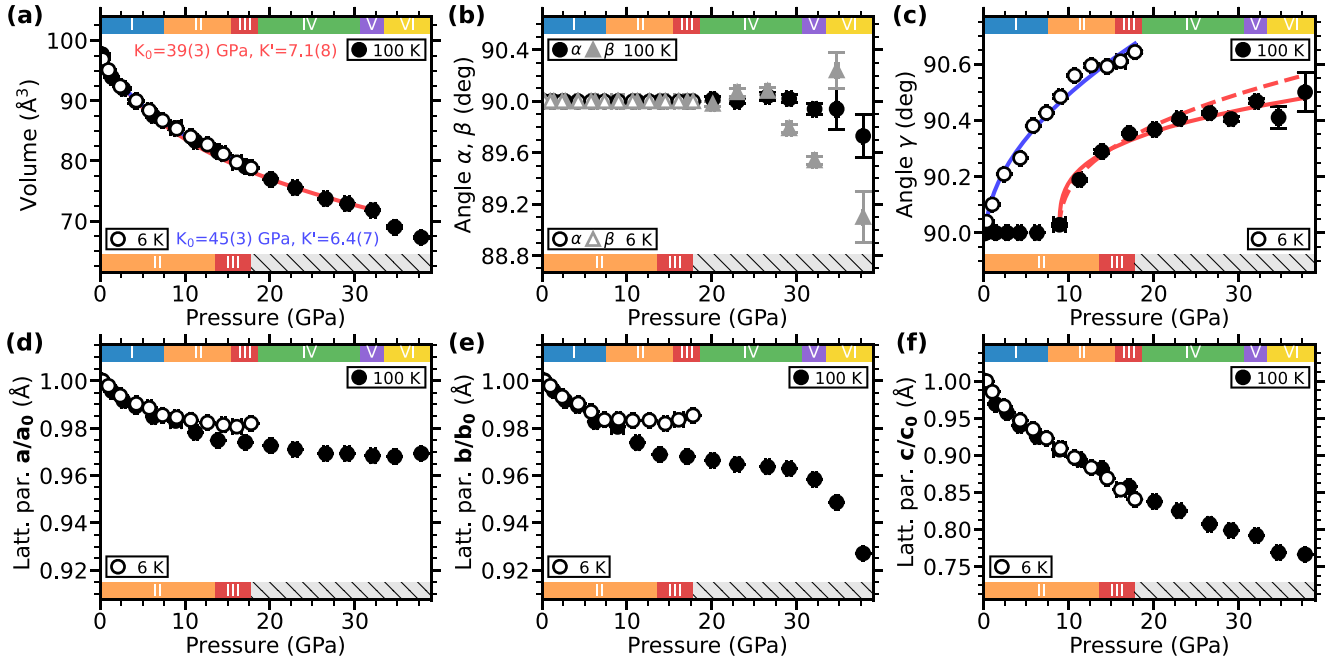 (a)
I II III IV V VI
K₀=39(3) GPa, K'=7.1(8)
100 K
100
90
80
70
Volume (Å³)
6 K
K₀=45(3) GPa, K'=6.4(7)
II III
0 10 20 30
Pressure (GPa)
(b)
I II III IV V VI
α β 100 K
90.4
90.0
89.6
89.2
88.8
Angle α, β (deg)
α β 6 K
II III
0 10 20 30
Pressure (GPa)
(c)
I II III IV V VI
100 K
90.6
90.4
90.2
90.0
Angle γ (deg)
6 K
II III
0 10 20 30
Pressure (GPa)
(d)
I II III IV V VI
100 K
1.00
0.98
0.96
0.94
0.92
Latt. par. a/a₀ (Å)
6 K
II III
0 10 20 30
Pressure (GPa)
(e)
I II III IV V VI
100 K
1.00
0.98
0.96
0.94
0.92
Latt. par. b/b₀ (Å)
6 K
II III
0 10 20 30
Pressure (GPa)
(f)
I II III IV V VI
100 K
1.00
0.95
0.90
0.85
0.80
0.75
Latt. par. c/c₀ (Å)
6 K
II III
0 10 20 30
Pressure (GPa)